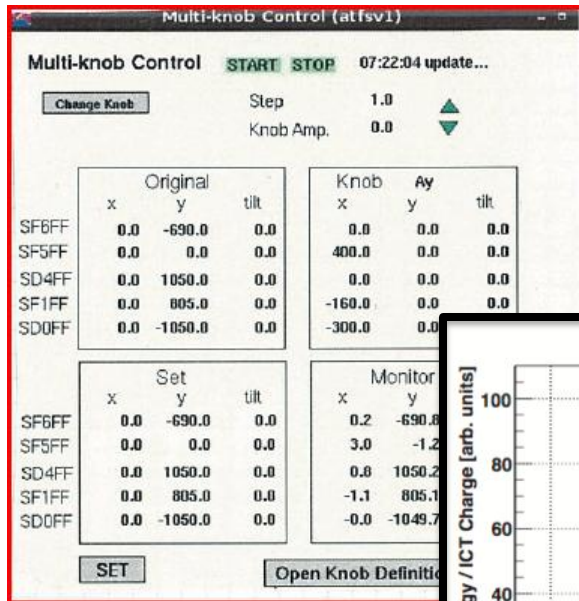 Multi-knob Control (atfsv1)
Multi-knob Control START STOP 07:22:04 update...
Change Knob Step 1.0
Knob Amp. 0.0
Original Knob Ay
x y tilt x y tilt
SF6FF 0.0 -690.0 0.0 0.0 0.0 0.0
SF5FF 0.0 0.0 0.0 400.0 0.0 0.0
SD4FF 0.0 1050.0 0.0 0.0 0.0 0.0
SF1FF 0.0 805.0 0.0 -160.0 0.0 0.0
SD0FF 0.0 -1050.0 0.0 -300.0 0.0
Set Monitor
x y tilt x y
SF6FF 0.0 -690.0 0.0 0.2 -690.8
SF5FF 0.0 0.0 0.0 3.0 -1.2
SD4FF 0.0 1050.0 0.0 0.8 1050.2
SF1FF 0.0 805.0 0.0 -1.1 805.1
SD0FF 0.0 -1050.0 0.0 -0.0 -1049.7
SET Open Knob Definitic
gy / ICT Charge [arb. units]
100
80
60
40